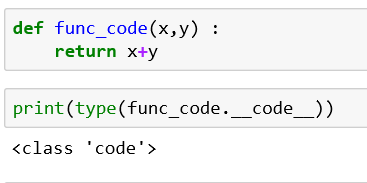 def func_code(x,y) :
    return x+y
print(type(func_code.__code__))
<class 'code'>